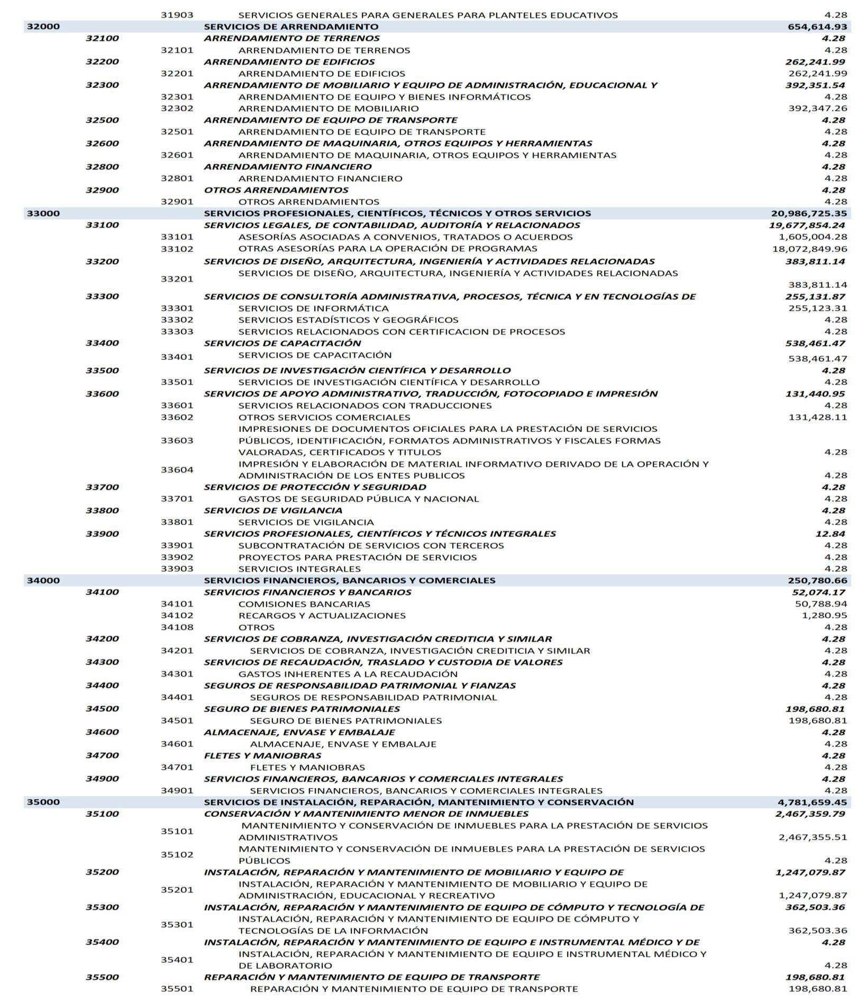 31903 SERVICIOS GENERALES PARA GENERALES PARA PLANTELES EDUCATIVOS 4.28
32000 SERVICIOS DE ARRENDAMIENTO 654,614.93
32100 ARRENDAMIENTO DE TERRENOS 4.28
32101 ARRENDAMIENTO DE TERRENOS 4.28
32200 ARRENDAMIENTO DE EDIFICIOS 262,241.99
32201 ARRENDAMIENTO DE EDIFICIOS 262,241.99
32300 ARRENDAMIENTO DE MOBILIARIO Y EQUIPO DE ADMINISTRACIÓN, EDUCACIONAL Y 392,351.54
32301 ARRENDAMIENTO DE EQUIPO Y BIENES INFORMÁTICOS 4.28
32302 ARRENDAMIENTO DE MOBILIARIO 392,347.26
32500 ARRENDAMIENTO DE EQUIPO DE TRANSPORTE 4.28
32501 ARRENDAMIENTO DE EQUIPO DE TRANSPORTE 4.28
32600 ARRENDAMIENTO DE MAQUINARIA, OTROS EQUIPOS Y HERRAMIENTAS 4.28
32601 ARRENDAMIENTO DE MAQUINARIA, OTROS EQUIPOS Y HERRAMIENTAS 4.28
32800 ARRENDAMIENTO FINANCIERO 4.28
32801 ARRENDAMIENTO FINANCIERO 4.28
32900 OTROS ARRENDAMIENTOS 4.28
32901 OTROS ARRENDAMIENTOS 4.28
33000 SERVICIOS PROFESIONALES, CIENTÍFICOS, TÉCNICOS Y OTROS SERVICIOS 20,986,725.35
33100 SERVICIOS LEGALES, DE CONTABILIDAD, AUDITORÍA Y RELACIONADOS 19,677,854.24
33101 ASESORÍAS ASOCIADAS A CONVENIOS, TRATADOS O ACUERDOS 1,605,004.28
33102 OTRAS ASESORÍAS PARA LA OPERACIÓN DE PROGRAMAS 18,072,849.96
33200 SERVICIOS DE DISEÑO, ARQUITECTURA, INGENIERÍA Y ACTIVIDADES RELACIONADAS 383,811.14
SERVICIOS DE DISEÑO, ARQUITECTURA, INGENIERÍA Y ACTIVIDADES RELACIONADAS
33201
383,811.14
33300 SERVICIOS DE CONSULTORÍA ADMINISTRATIVA, PROCESOS, TÉCNICA Y EN TECNOLOGÍAS DE 255,131.87
33301 SERVICIOS DE INFORMÁTICA 255,123.31
33302 SERVICIOS ESTADÍSTICOS Y GEOGRÁFICOS 4.28
33303 SERVICIOS RELACIONADOS CON CERTIFICACION DE PROCESOS 4.28
33400 SERVICIOS DE CAPACITACIÓN 538,461.47
33401 SERVICIOS DE CAPACITACIÓN 538,461.47
33500 SERVICIOS DE INVESTIGACIÓN CIENTÍFICA Y DESARROLLO 4.28
33501 SERVICIOS DE INVESTIGACIÓN CIENTÍFICA Y DESARROLLO 4.28
33600 SERVICIOS DE APOYO ADMINISTRATIVO, TRADUCCIÓN, FOTOCOPIADO E IMPRESIÓN 131,440.95
33601 SERVICIOS RELACIONADOS CON TRADUCCIONES 4.28
33602 OTROS SERVICIOS COMERCIALES 131,428.11
IMPRESIONES DE DOCUMENTOS OFICIALES PARA LA PRESTACIÓN DE SERVICIOS
33603 PÚBLICOS, IDENTIFICACIÓN, FORMATOS ADMINISTRATIVOS Y FISCALES FORMAS
VALORADAS, CERTIFICADOS Y TITULOS 4.28
33604 IMPRESIÓN Y ELABORACIÓN DE MATERIAL INFORMATIVO DERIVADO DE LA OPERACIÓN Y
ADMINISTRACIÓN DE LOS ENTES PUBLICOS 4.28
33700 SERVICIOS DE PROTECCIÓN Y SEGURIDAD 4.28
33701 GASTOS DE SEGURIDAD PÚBLICA Y NACIONAL 4.28
33800 SERVICIOS DE VIGILANCIA 4.28
33801 SERVICIOS DE VIGILANCIA 4.28
33900 SERVICIOS PROFESIONALES, CIENTÍFICOS Y TÉCNICOS INTEGRALES 12.84
33901 SUBCONTRATACIÓN DE SERVICIOS CON TERCEROS 4.28
33902 PROYECTOS PARA PRESTACIÓN DE SERVICIOS 4.28
33903 SERVICIOS INTEGRALES 4.28
34000 SERVICIOS FINANCIEROS, BANCARIOS Y COMERCIALES 250,780.66
34100 SERVICIOS FINANCIEROS Y BANCARIOS 52,074.17
34101 COMISIONES BANCARIAS 50,788.94
34102 RECARGOS Y ACTUALIZACIONES 1,280.95
34108 OTROS 4.28
34200 SERVICIOS DE COBRANZA, INVESTIGACIÓN CREDITICIA Y SIMILAR 4.28
34201 SERVICIOS DE COBRANZA, INVESTIGACIÓN CREDITICIA Y SIMILAR 4.28
34300 SERVICIOS DE RECAUDACIÓN, TRASLADO Y CUSTODIA DE VALORES 4.28
34301 GASTOS INHERENTES A LA RECAUDACIÓN 4.28
34400 SEGUROS DE RESPONSABILIDAD PATRIMONIAL Y FIANZAS 4.28
34401 SEGUROS DE RESPONSABILIDAD PATRIMONIAL 4.28
34500 SEGURO DE BIENES PATRIMONIALES 198,680.81
34501 SEGURO DE BIENES PATRIMONIALES 198,680.81
34600 ALMACENAJE, ENVASE Y EMBALAJE 4.28
34601 ALMACENAJE, ENVASE Y EMBALAJE 4.28
34700 FLETES Y MANIOBRAS 4.28
34701 FLETES Y MANIOBRAS 4.28
34900 SERVICIOS FINANCIEROS, BANCARIOS Y COMERCIALES INTEGRALES 4.28
34901 SERVICIOS FINANCIEROS, BANCARIOS Y COMERCIALES INTEGRALES 4.28
35000 SERVICIOS DE INSTALACIÓN, REPARACIÓN, MANTENIMIENTO Y CONSERVACIÓN 4,781,659.45
35100 CONSERVACIÓN Y MANTENIMIENTO MENOR DE INMUEBLES 2,467,359.79
35101 MANTENIMIENTO Y CONSERVACIÓN DE INMUEBLES PARA LA PRESTACIÓN DE SERVICIOS
ADMINISTRATIVOS 2,467,355.51
35102 MANTENIMIENTO Y CONSERVACIÓN DE INMUEBLES PARA LA PRESTACIÓN DE SERVICIOS
PÚBLICOS 4.28
35200 INSTALACIÓN, REPARACIÓN Y MANTENIMIENTO DE MOBILIARIO Y EQUIPO DE 1,247,079.87
35201 INSTALACIÓN, REPARACIÓN Y MANTENIMIENTO DE MOBILIARIO Y EQUIPO DE
ADMINISTRACIÓN, EDUCACIONAL Y RECREATIVO 1,247,079.87
35300 INSTALACIÓN, REPARACIÓN Y MANTENIMIENTO DE EQUIPO DE CÓMPUTO Y TECNOLOGÍA DE 362,503.36
35301 INSTALACIÓN, REPARACIÓN Y MANTENIMIENTO DE EQUIPO DE CÓMPUTO Y
TECNOLOGÍAS DE LA INFORMACIÓN 362,503.36
35400 INSTALACIÓN, REPARACIÓN Y MANTENIMIENTO DE EQUIPO E INSTRUMENTAL MÉDICO Y DE 4.28
35401 INSTALACIÓN, REPARACIÓN Y MANTENIMIENTO DE EQUIPO E INSTRUMENTAL MÉDICO Y
DE LABORATORIO 4.28
35500 REPARACIÓN Y MANTENIMIENTO DE EQUIPO DE TRANSPORTE 198,680.81
35501 REPARACIÓN Y MANTENIMIENTO DE EQUIPO DE TRANSPORTE 198,680.81